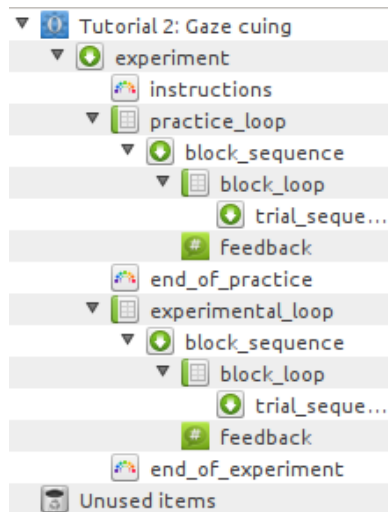 Tutorial 2: Gaze cuing
experiment
instructions
practice_loop
block_sequence
block_loop
trial_seque...
feedback
end_of_practice
experimental_loop
block_sequence
block_loop
trial_seque...
feedback
end_of_experiment
Unused items